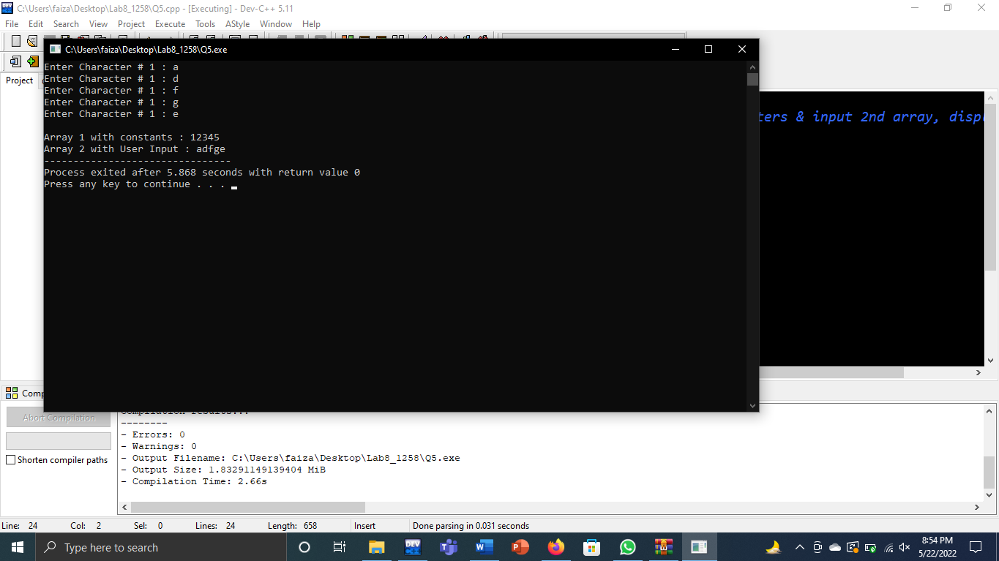 C:\Users\faiza\Desktop\Lab8_1258\Q5.cpp - [Executing] - Dev-C++ 5.11
File Edit Search View Project Execute Tools AStyle Window Help
C:\Users\faiza\Desktop\Lab8_1258\Q5.exe
Project
Enter Character # 1 : a
Enter Character # 1 : d
Enter Character # 1 : f
Enter Character # 1 : g
Enter Character # 1 : e
Array 1 with constants : 12345
Array 2 with User Input : adfge
--------------------------------
Process exited after 5.868 seconds with return value 0
Press any key to continue . . .
& input 2nd array,
Abort Compilation
Shorten compiler paths
Compilation results...
--------
- Errors: 0
- Warnings: 0
- Output Filename: C:\Users\faiza\Desktop\Lab8_1258\Q5.exe
- Output Size: 1.83291149139404 MiB
- Compilation Time: 2.66s
Line: 24 Col: 2 Sel: 0 Lines: 24 Length: 658 Insert Done parsing in 0.031 seconds
Type here to search
DEV
8:54 PM
5/22/2022